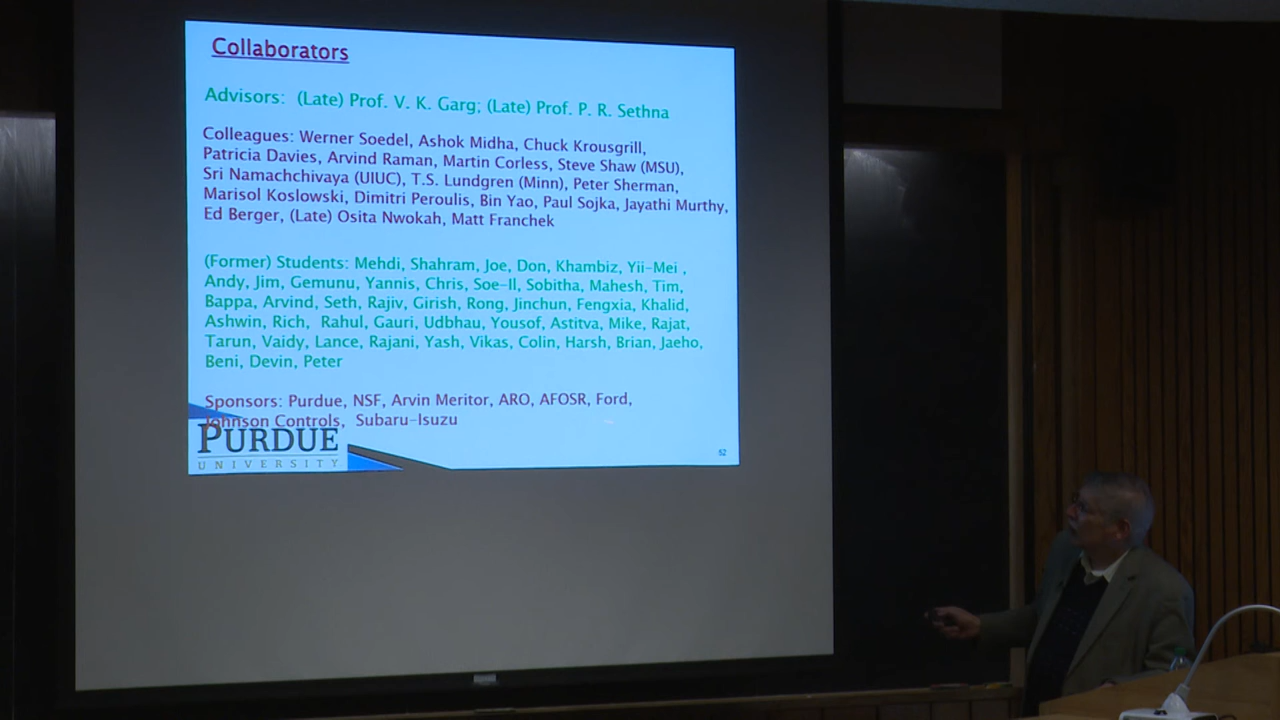 Collaborators
Advisors: (Late) Prof. V. K. Garg; (Late) Prof. P. R. Sethna
Colleagues: Werner Soedel, Ashok Midha, Chuck Krousgrill,
Patricia Davies, Arvind Raman, Martin Corless, Steve Shaw (MSU),
Sri Namachchivaya (UIUC), T.S. Lundgren (Minn), Peter Sherman,
Marisol Koslowski, Dimitri Peroulis, Bin Yao, Paul Sojka, Jayathi Murthy,
Ed Berger, (Late) Osita Nwokah, Matt Franchek
(Former) Students: Mehdi, Shahram, Joe, Don, Khambiz, Yii-Mei ,
Andy, Jim, Gemunu, Yannis, Chris, Soe-Il, Sobitha, Mahesh, Tim,
Bappa, Arvind, Seth, Rajiv, Girish, Rong, Jinchun, Fengxia, Khalid,
Ashwin, Rich, Rahul, Gauri, Udbhau, Yousof, Astitva, Mike, Rajat,
Tarun, Vaidy, Lance, Rajani, Yash, Vikas, Colin, Harsh, Brian, Jaeho,
Beni, Devin, Peter
Sponsors: Purdue, NSF, Arvin Meritor, ARO, AFOSR, Ford,
Johnson Controls, Subaru-Isuzu
PURDUE
UNIVERSITY
52